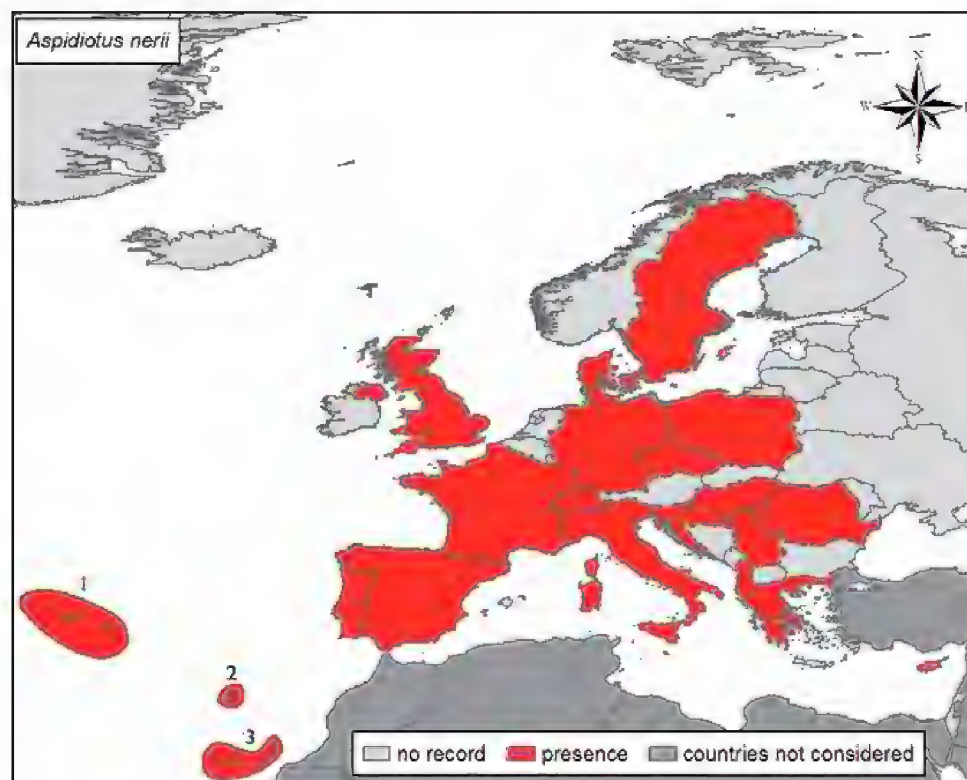 Aspidiotus nerii
N
W
S
1
2
3
no record presence countries not considered